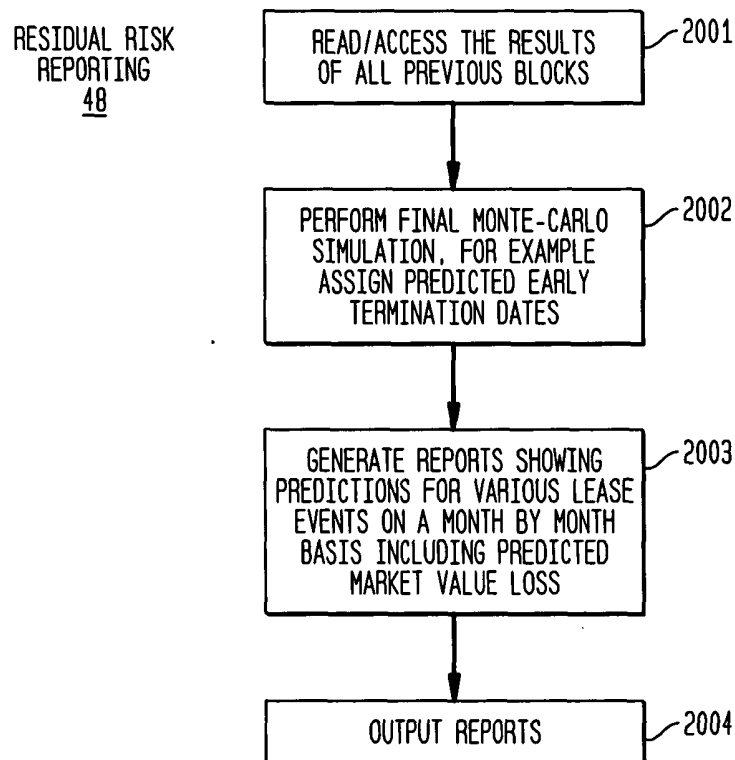 RESIDUAL RISK
REPORTING
48
READ/ACCESS THE RESULTS
OF ALL PREVIOUS BLOCKS
2001
PERFORM FINAL MONTE-CARLO
SIMULATION, FOR EXAMPLE
ASSIGN PREDICTED EARLY
TERMINATION DATES
2002
GENERATE REPORTS SHOWING
PREDICTIONS FOR VARIOUS LEASE
EVENTS ON A MONTH BY MONTH
BASIS INCLUDING PREDICTED
MARKET VALUE LOSS
2003
OUTPUT REPORTS
2004